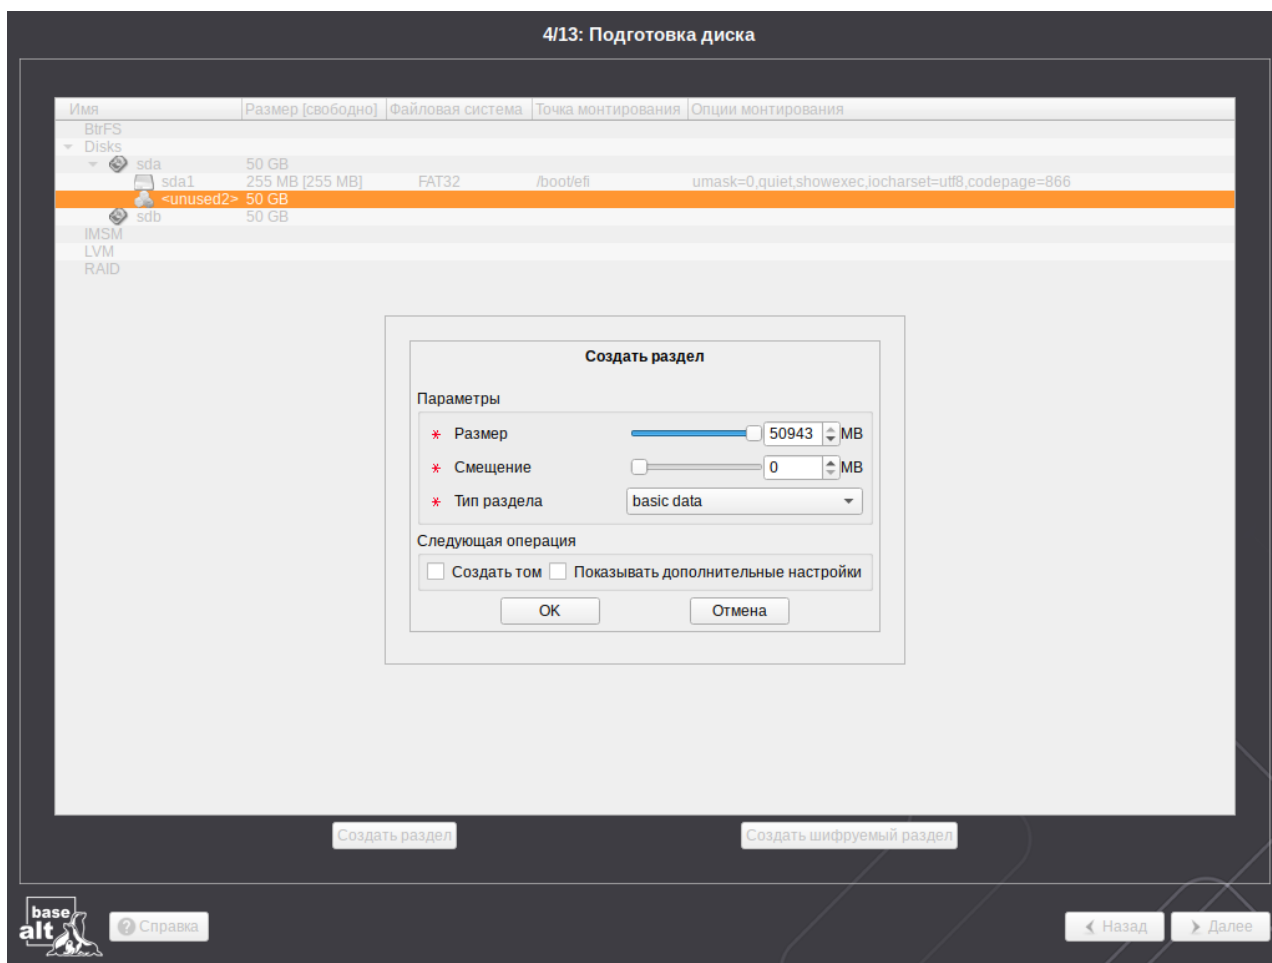 4/13: Подготовка диска
Имя Размер [свободно] Файловая система Точка монтирования Опции монтирования
BtrFS
Disks
sda 50 GB
sda1 255 MB [255 MB] FAT32 /boot/efi umask=0,quiet,showexec,iocharset=utf8,codepage=866
<unused2> 50 GB
sdb 50 GB
IMSM
LVM
RAID
Создать раздел
Параметры
* Размер 50943 MB
* Смещение 0 MB
* Тип раздела basic data
Следующая операция
Создать том Показывать дополнительные настройки
OK Отмена
Создать раздел Создать шифруемый раздел
base
alt
? Справка Назад Далее